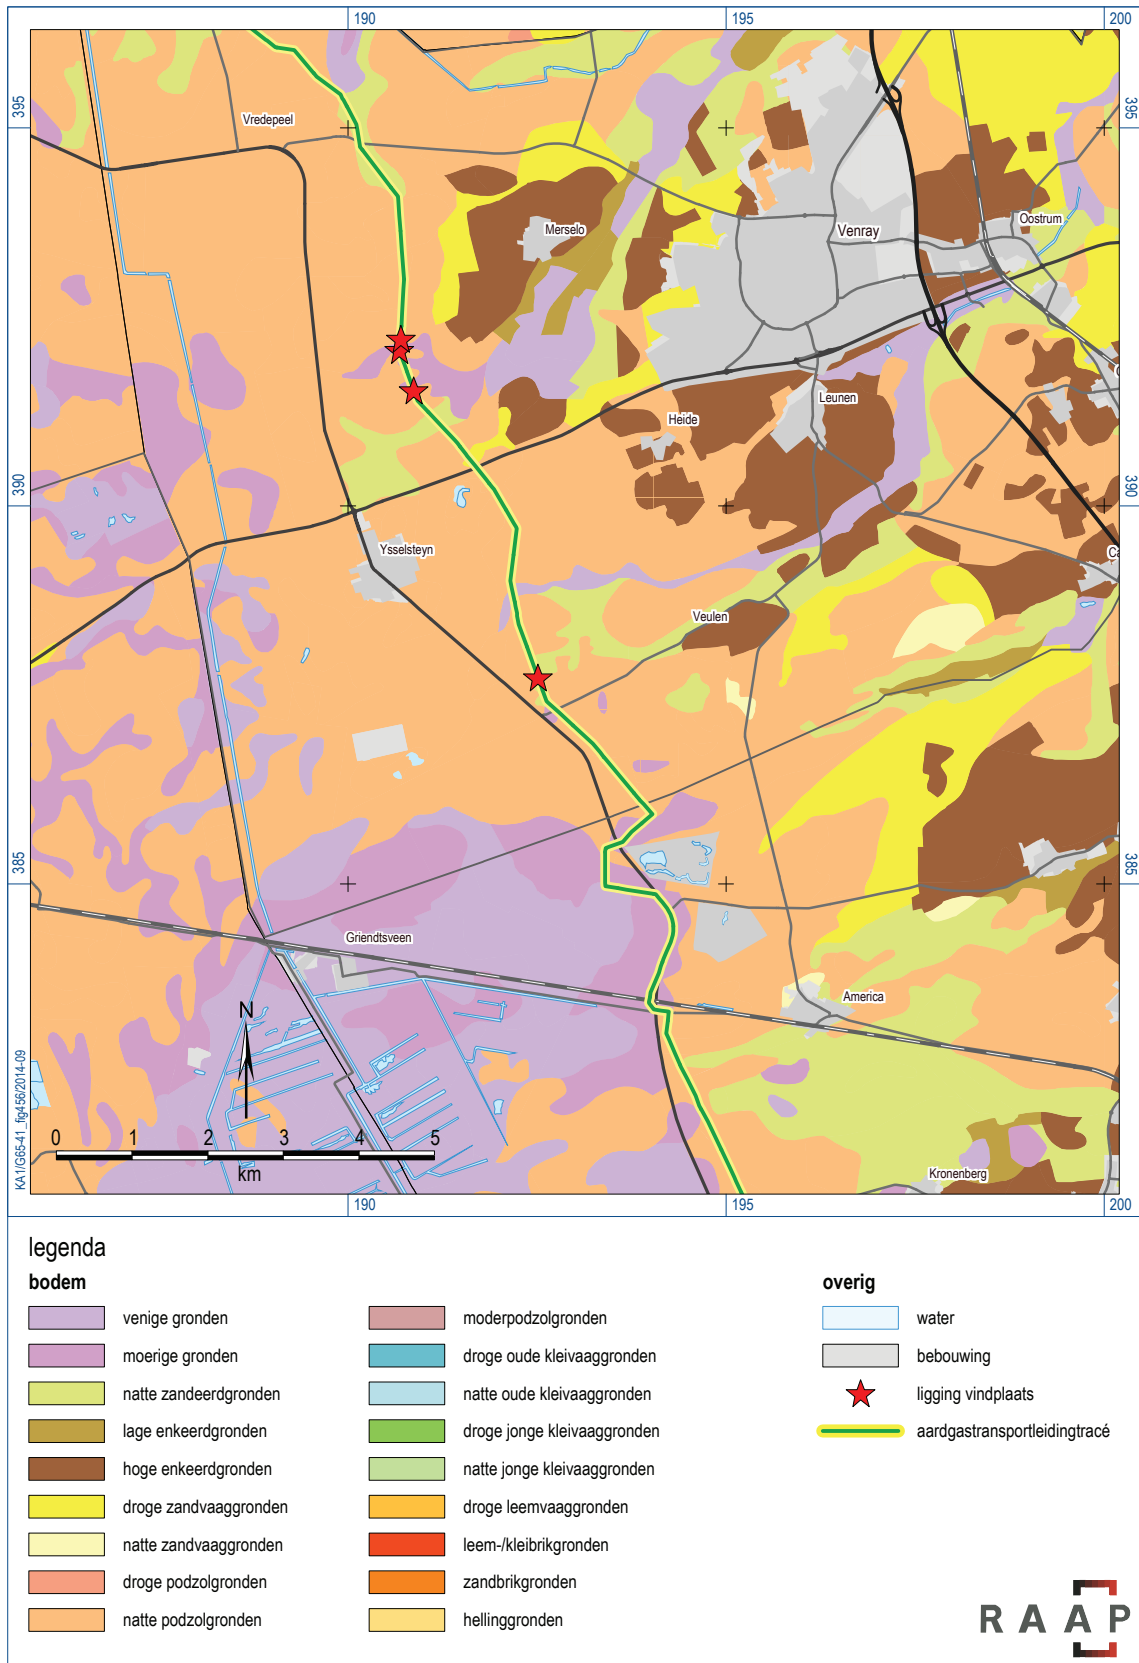 190
195
200
395
395
Vredepeel
Merselo
Venray
Oostrum
Leunen
Heide
390
390
Ysselsteyn
Ca
Veulen
385
385
Griendtsveen
America
N
0 1 2 3 4 5
km
Kronenberg
KA1/G65-41_fig456/2014-09
190
195
200
legenda
bodem
venige gronden
moerige gronden
natte zandeerdgronden
lage enkeerdgronden
hoge enkeerdgronden
droge zandvaaggronden
natte zandvaaggronden
droge podzolgronden
natte podzolgronden
moderpodzolgronden
droge oude kleivaaggronden
natte oude kleivaaggronden
droge jonge kleivaaggronden
natte jonge kleivaaggronden
droge leemvaaggronden
leem-/kleibrikgronden
zandbrikgronden
hellinggronden
overig
water
bebouwing
ligging vindplaats
aardgastransportleidingtracé
RAAP